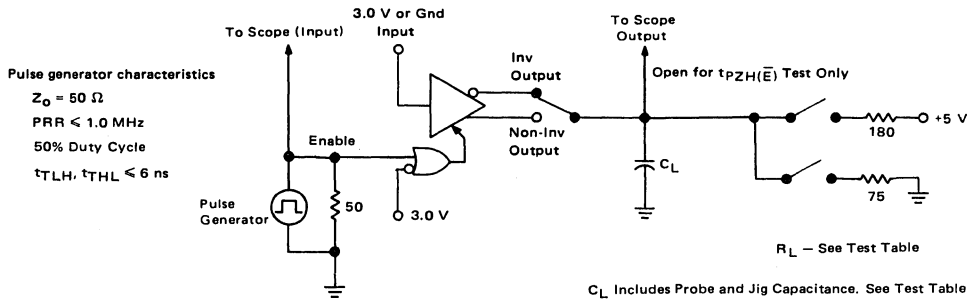 3.0 V or Gnd
Input
To Scope (Input)
To Scope
Output
Pulse generator characteristics
Z₀ = 50 Ω
PRR ⩽ 1.0 MHz
50% Duty Cycle
tTLH, tTHL ⩽ 6 ns
Inv
Output
Open for tPZH(E̅) Test Only
Enable
Non-Inv
Output
180
+5 V
CL
Pulse
Generator
50
3.0 V
75
RL — See Test Table
CL Includes Probe and Jig Capacitance. See Test Table